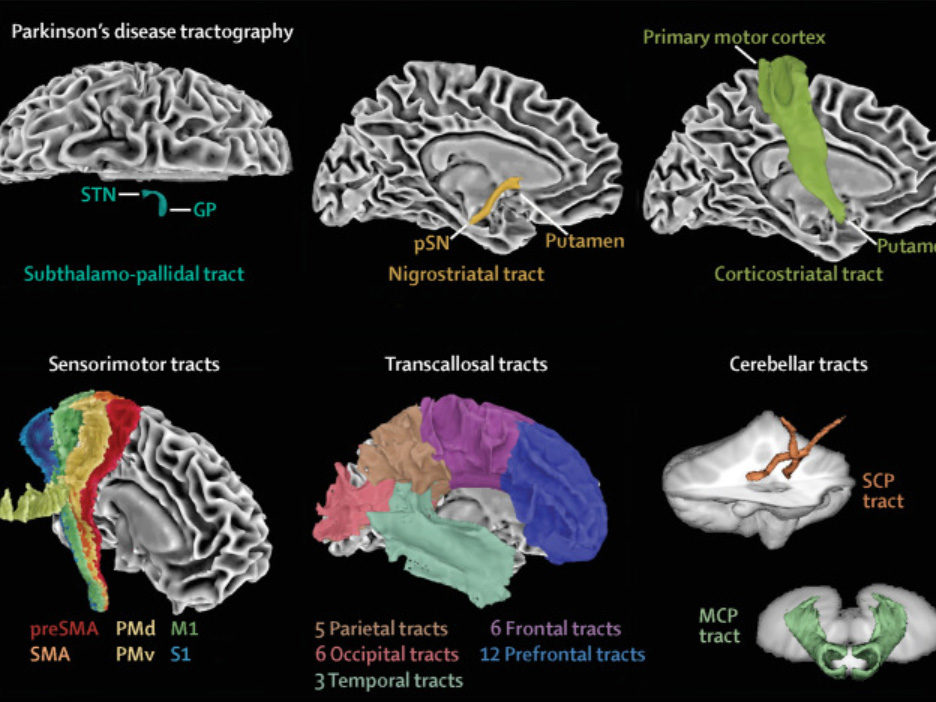 Parkinson's disease tractography
Primary motor cortex
STN
GP
pSN
Putamen
Putame
Subthalamo-pallidal tract
Nigrostriatal tract
Corticostriatal tract
Sensorimotor tracts
Transcallosal tracts
Cerebellar tracts
SCP
tract
MCP
tract
preSMA PMd M1
SMA PMv S1
5 Parietal tracts 6 Frontal tracts
6 Occipital tracts 12 Prefrontal tracts
3 Temporal tracts